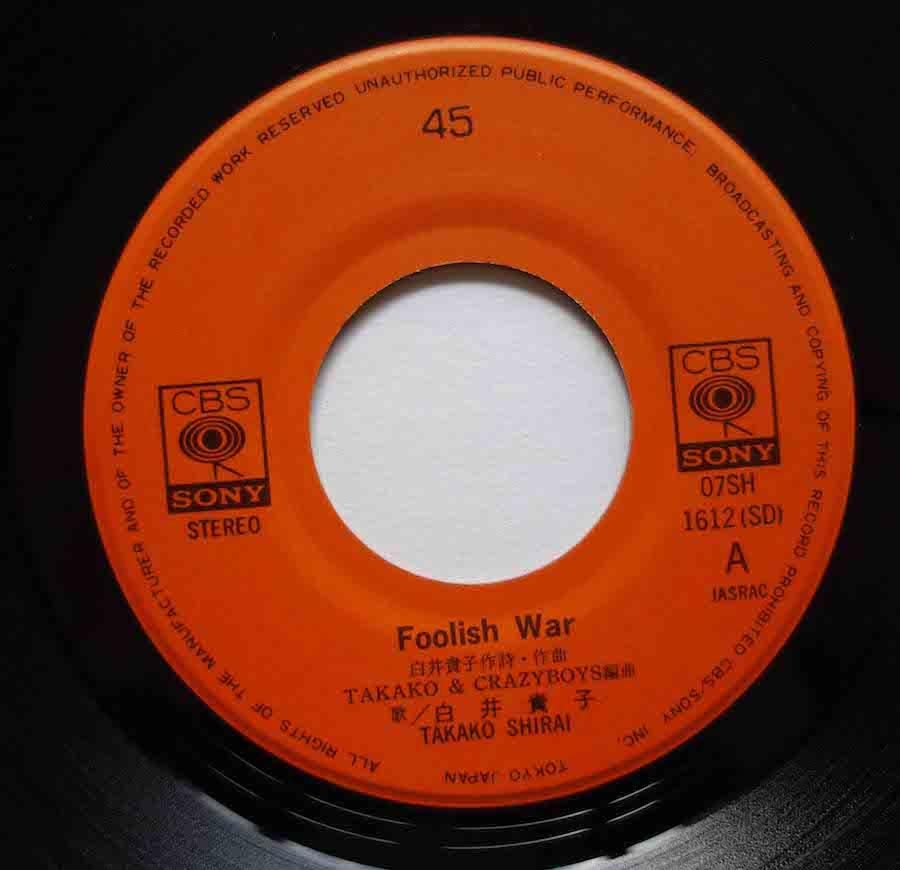 ALL RIGHTS OF THE MANUFACTURER AND OF THE OWNER OF THE RECORDED WORK RESERVED UNAUTHORIZED PUBLIC PERFORMANCE, BROADCASTING AND COPYING OF THIS RECORD PROHIBITED CBS/SONY INC. TOKYO JAPAN
45
CBS
SONY
STEREO
CBS
SONY
07SH
1612(SD)
A
JASRAC
Foolish War
白井貴子作詩・作曲
TAKAKO & CRAZYBOYS編曲
歌/白井貴子
TAKAKO SHIRAI